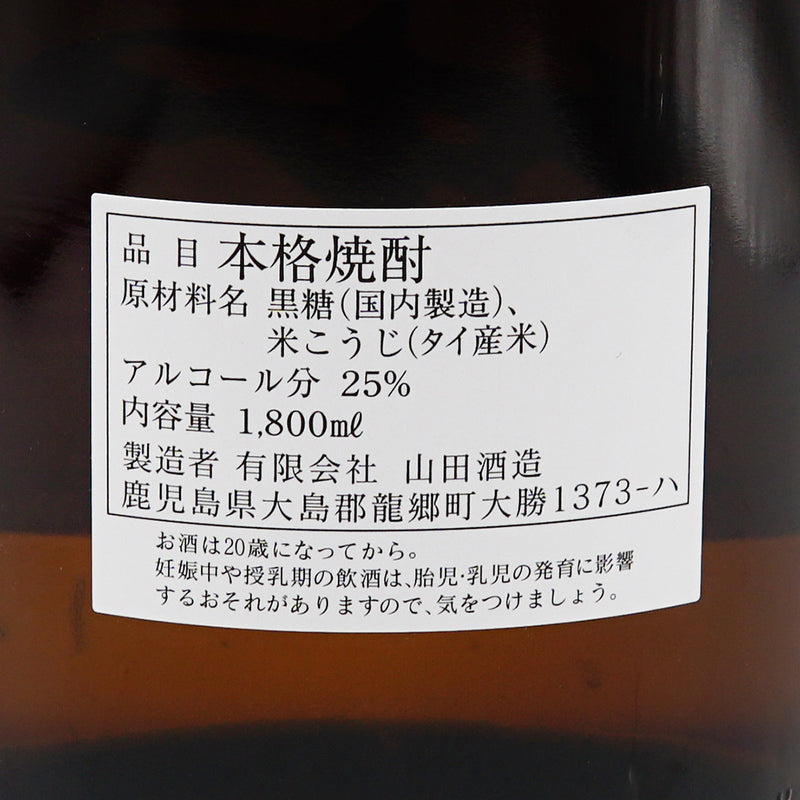 品目 本格焼酎
原材料名 黒糖(国内製造)、
米こうじ(タイ産米)
アルコール分 25%
内容量 1,800㎖
製造者 有限会社 山田酒造
鹿児島県大島郡龍郷町大勝1373-ハ
お酒は20歳になってから。
妊娠中や授乳期の飲酒は、胎児・乳児の発育に影響
するおそれがありますので、気をつけましょう。